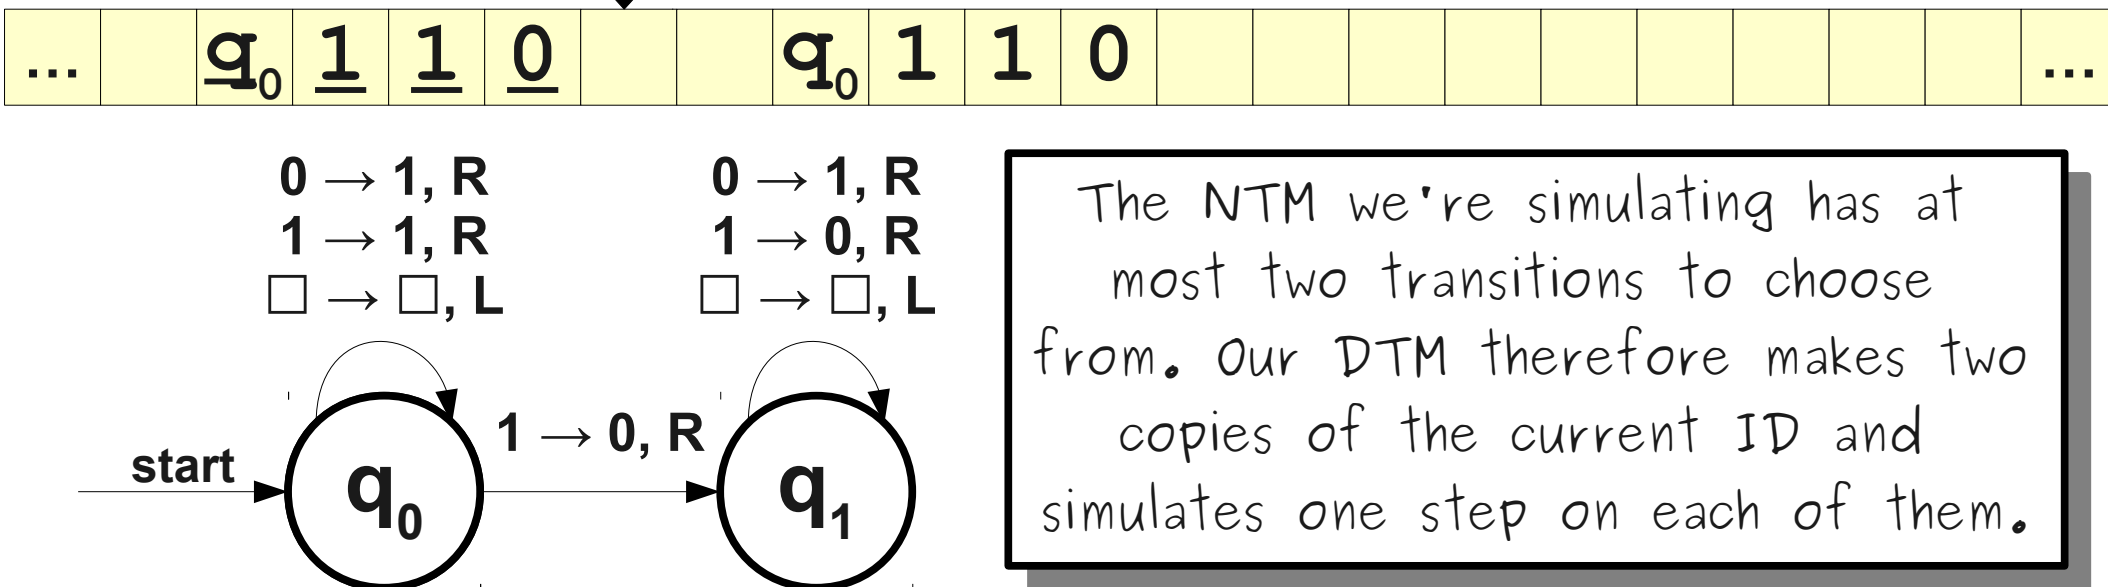 ... q₀ 1 1 0 q₀ 1 1 0 ...
0 → 1, R
1 → 1, R
□ → □, L
0 → 1, R
1 → 0, R
□ → □, L
start
q₀
1 → 0, R
q₁
The NTM we're simulating has at
most two transitions to choose
from. Our DTM therefore makes two
copies of the current ID and
simulates one step on each of them.